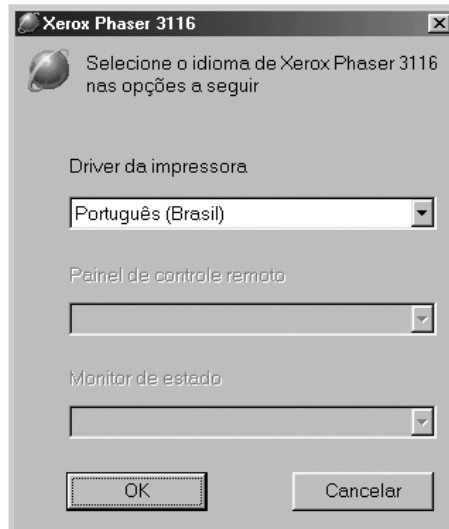 Xerox Phaser 3116
Selecione o idioma de Xerox Phaser 3116
nas opções a seguir
Driver da impressora
Português (Brasil)
Painel de controle remoto
Monitor de estado
OK
Cancelar